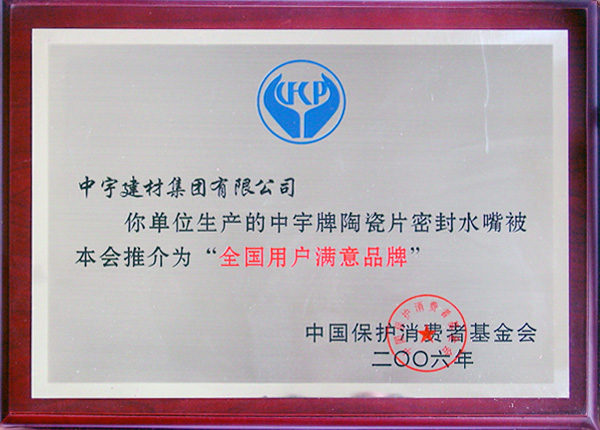 CFCP
中宇建材集团有限公司
你单位生产的中宇牌陶瓷片密封水嘴被
本会推介为“全国用户满意品牌”
中国保护消费者基金会
二〇〇六年